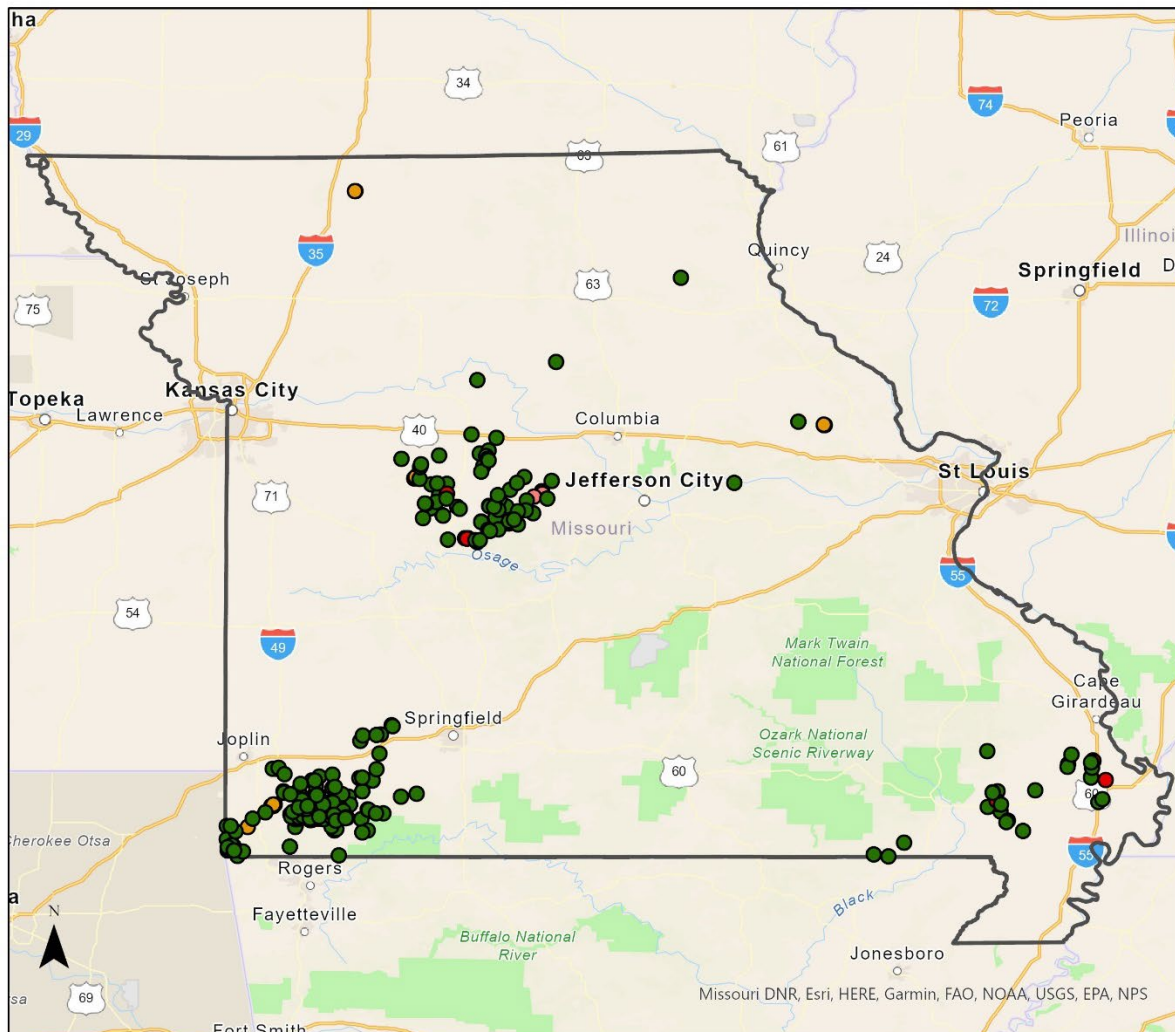 ha
34
74
Peoria
29
61
63
35
Quincy
24
Illinoi
St Joseph
63
Springfield
D
75
72
Kansas City
Topeka
Lawrence
Columbia
40
St Louis
71
Jefferson City
Missouri
Osage
55
54
49
Mark Twain
National Forest
Cape
Girardeau
Springfield
Joplin
Ozark National
Scenic Riverway
60
60
Cherokee Otsa
55
Rogers
a
N
Fayetteville
Black
Buffalo National
River
Jonesboro
69
sa
Missouri DNR, Esri, HERE, Garmin, FAO, NOAA, USGS, EPA, NPS
Fort Smith